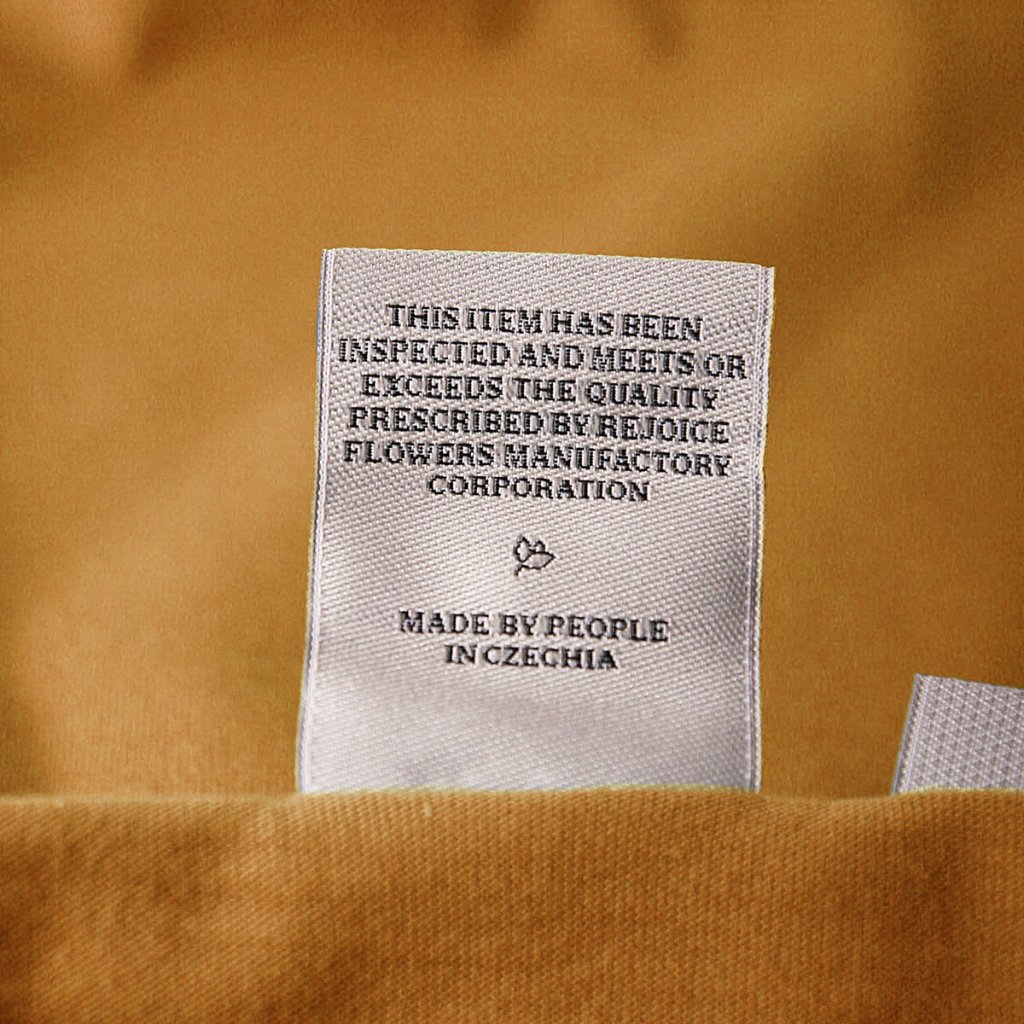 THIS ITEM HAS BEEN
INSPECTED AND MEETS OR
EXCEEDS THE QUALITY
PRESCRIBED BY REJOICE
FLOWERS MANUFACTORY
CORPORATION
MADE BY PEOPLE
IN CZECHIA